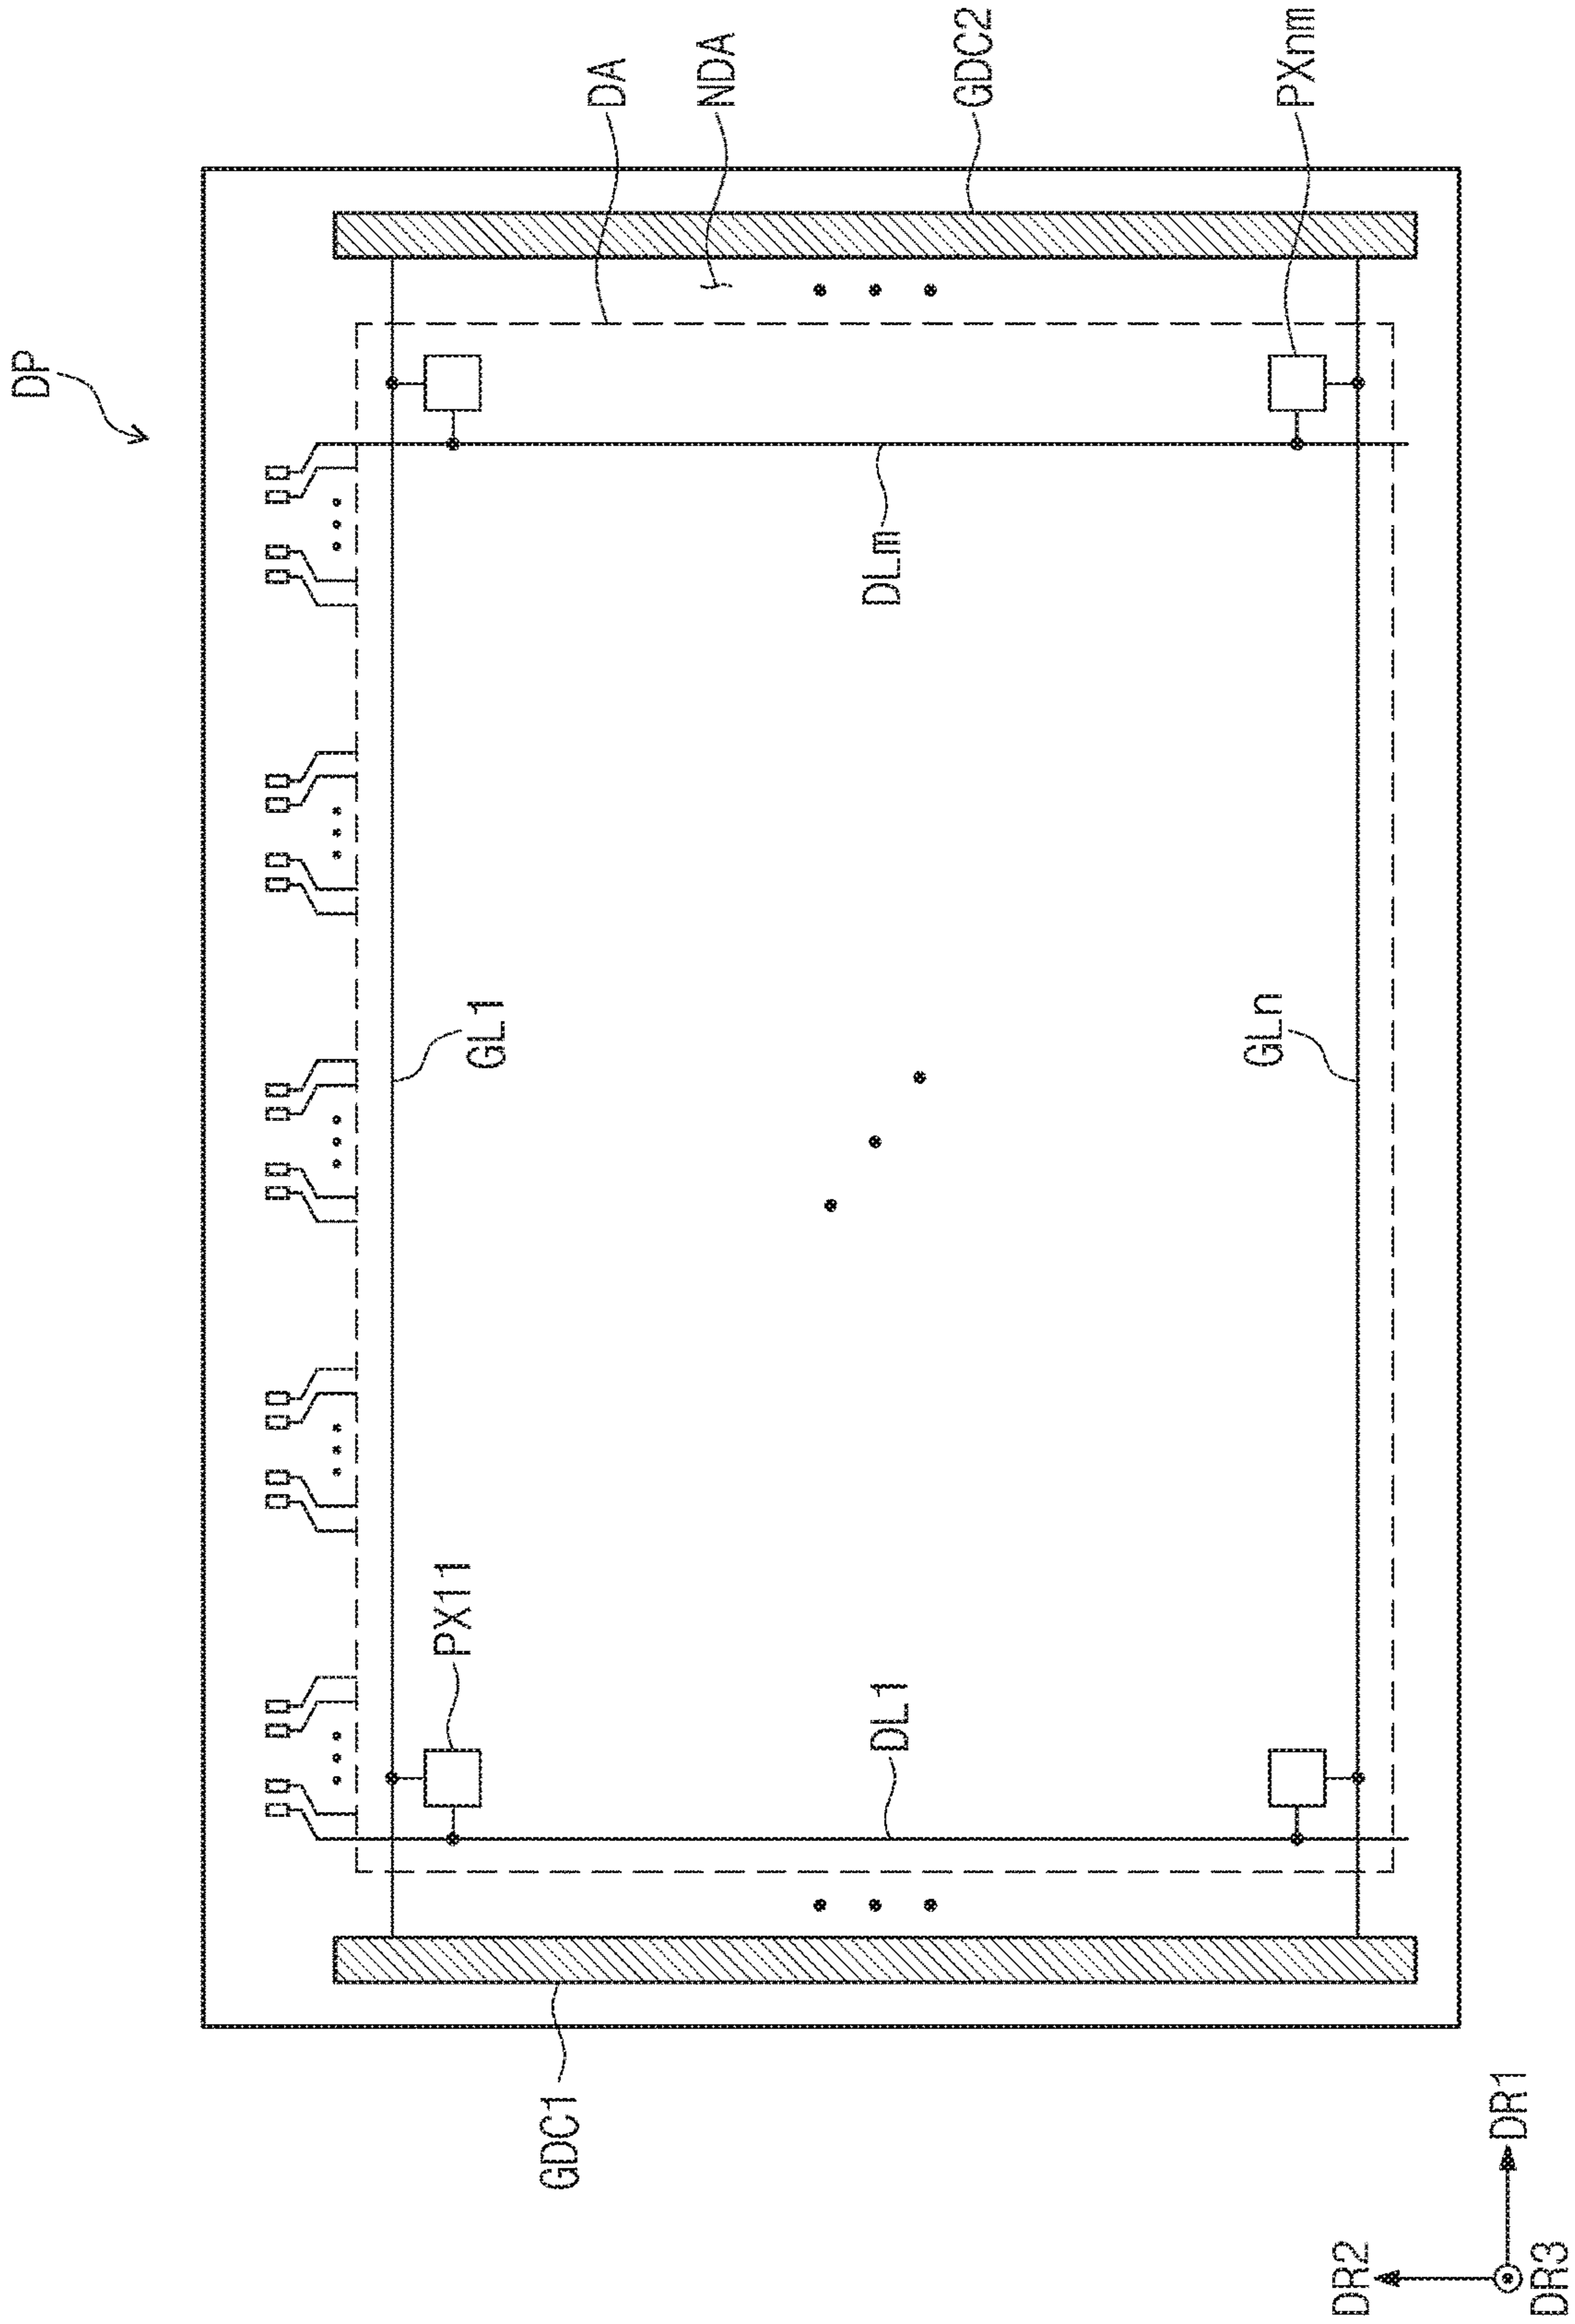 DP
DA
NDA
GDC2
PXnm
DLm
GL1
GLn
PX11
DL1
GDC1
DR1
DR2
DR3